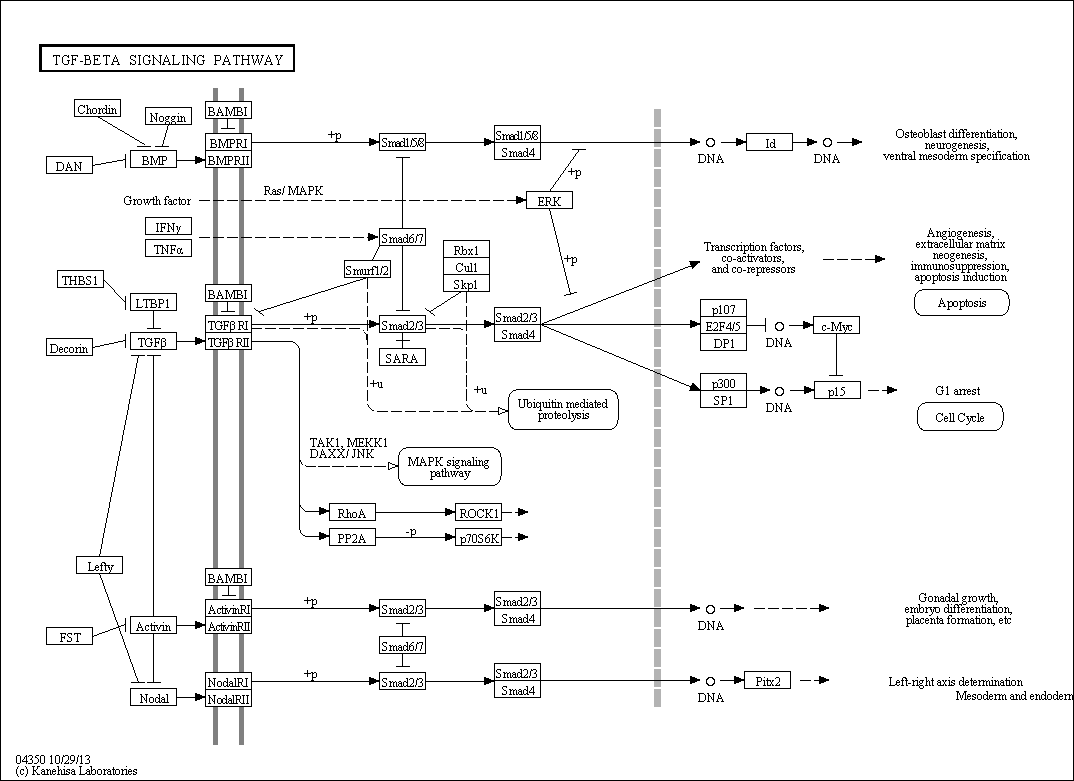 TGF-BETA SIGNALING PATHWAY
Chordin
Noggin
BAMBI
DAN
BMP
BMPRI
BMPRII
+p
Smad1/5/8
Smad1/5/8
Smad4
DNA
Id
DNA
Osteoblast differentiation,
neurogenesis,
ventral mesoderm specification
Growth factor
Ras/ MAPK
ERK
+p
+p
IFNγ
TNFα
Smad6/7
Smurf1/2
Rbx1
Cul1
Skp1
Transcription factors,
co-activators,
and co-repressors
Angiogenesis,
extracellular matrix
neogenesis,
immunosuppression,
apoptosis induction
Apoptosis
THBS1
LTBP1
BAMBI
Decorin
TGFβ
TGFβ RI
TGFβ RII
+p
Smad2/3
SARA
Smad2/3
Smad4
p107
E2F4/5
DP1
DNA
c-Myc
p300
SP1
DNA
p15
G1 arrest
Cell Cycle
+u
+u
Ubiquitin mediated
proteolysis
TAK1, MEKK1
DAXX/ JNK
MAPK signaling
pathway
RhoA
ROCK1
PP2A
-p
p70S6K
Lefty
BAMBI
FST
Activin
ActivinRI
ActivinRII
+p
Smad2/3
Smad2/3
Smad4
DNA
Gonadal growth,
embryo differentiation,
placenta formation, etc
Smad6/7
Nodal
NodalRI
NodalRII
+p
Smad2/3
Smad2/3
Smad4
DNA
Pitx2
Left-right axis determination
Mesoderm and endoderm
04350 10/29/13
(c) Kanehisa Laboratories